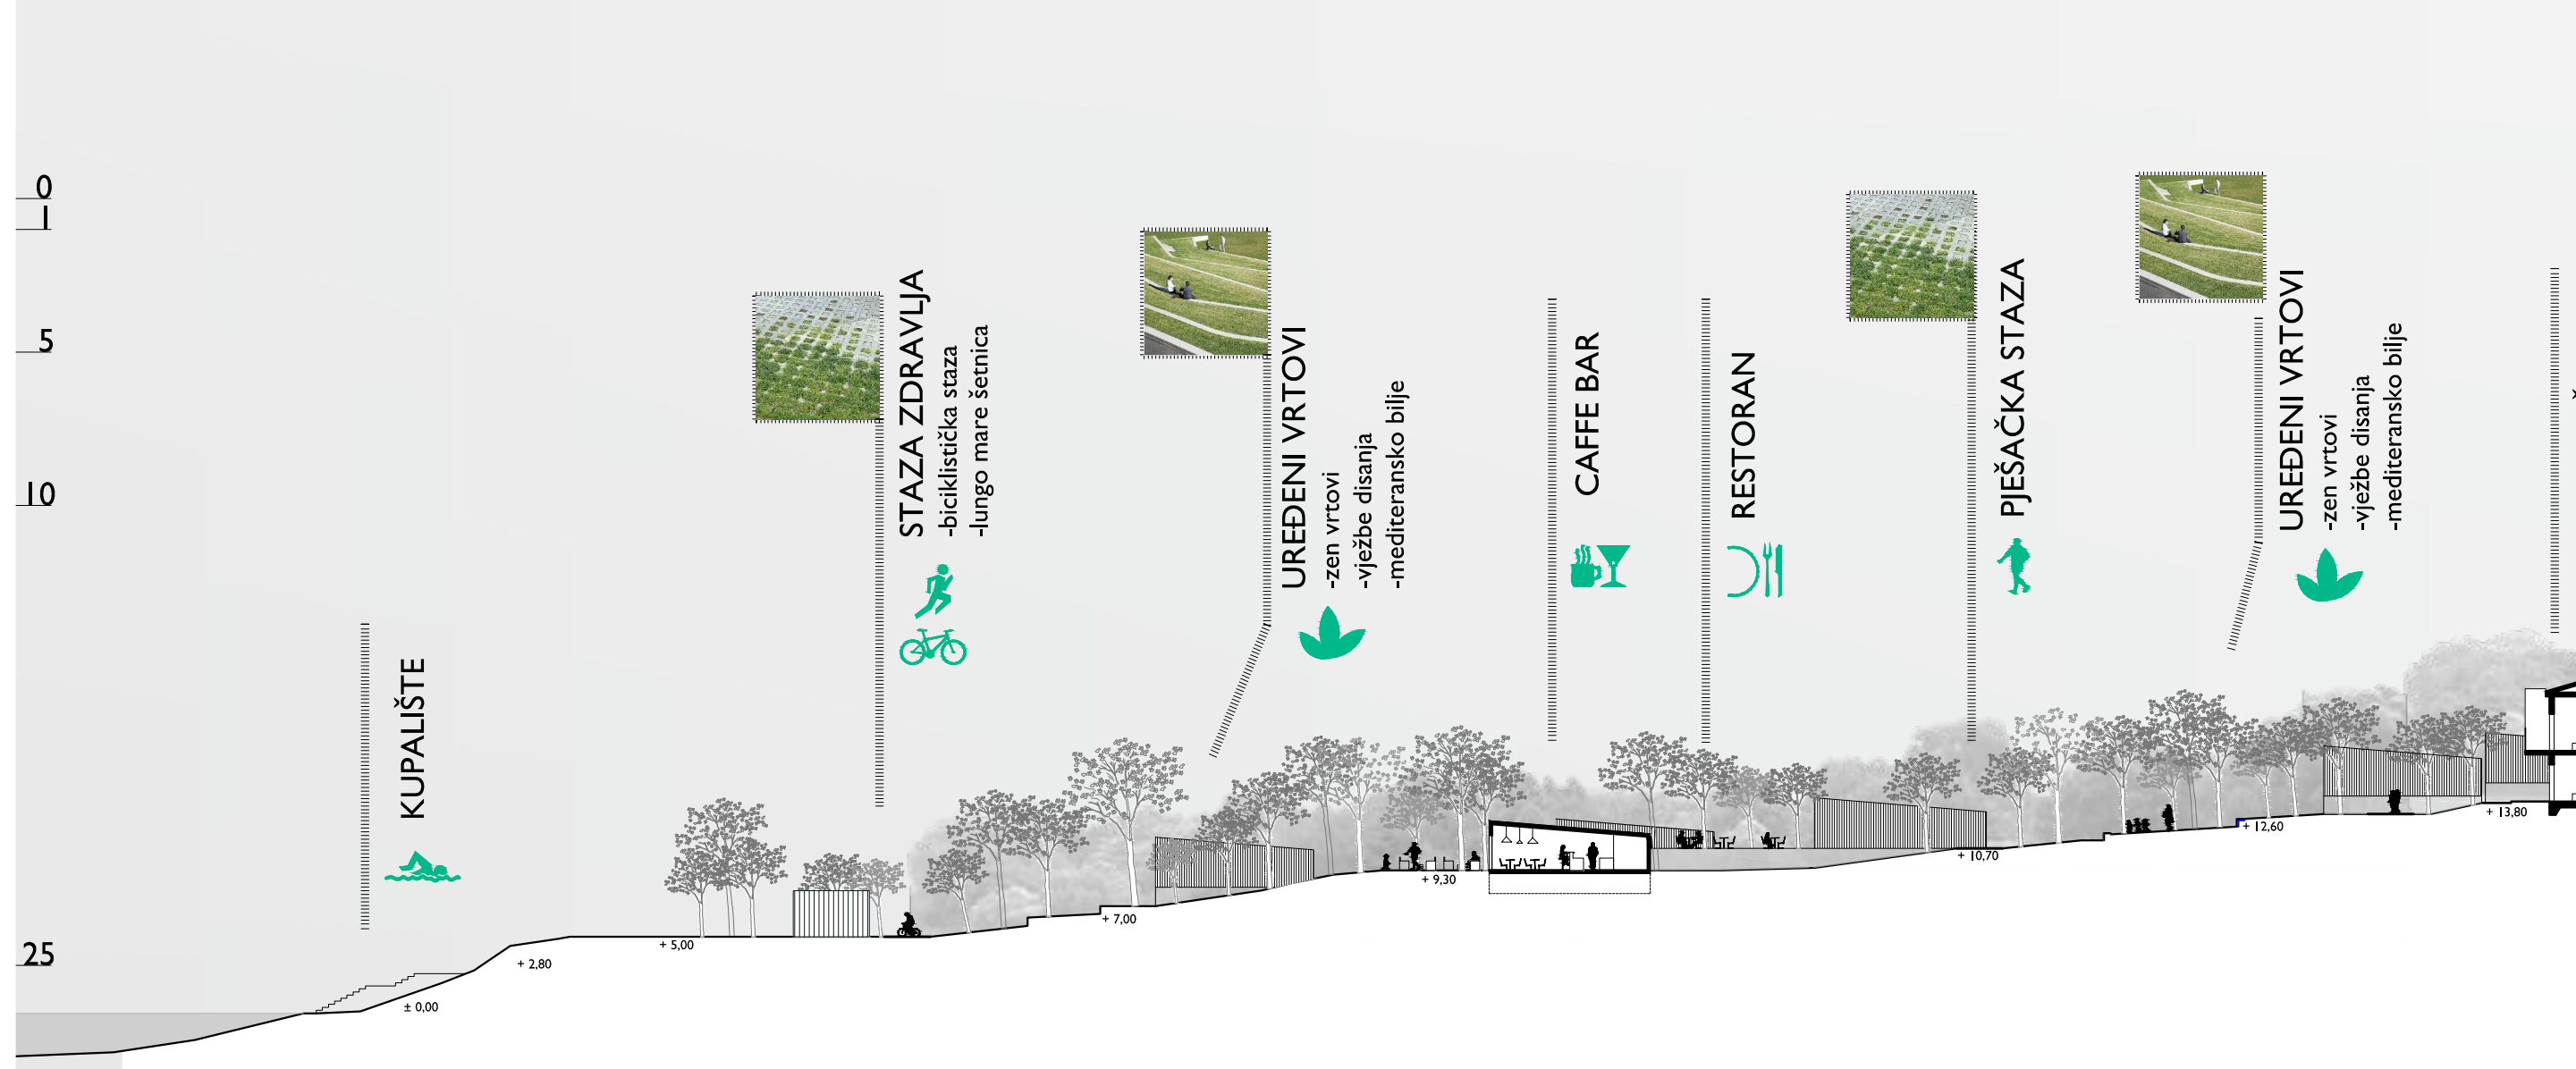 0
1
5
10
25
KUPALIŠTE
STAZA ZDRAVLJA
-biciklistička staza
-lungo mare šetnica
UREĐENI VRTOVI
-zen vrtovi
-vježbe disanja
-mediteransko bilje
CAFFE BAR
RESTORAN
PJEŠAČKA STAZA
UREĐENI VRTOVI
-zen vrtovi
-vježbe disanja
-mediteransko bilje
± 0,00
+ 2,80
+ 5,00
+ 7,00
+ 9,30
+ 10,70
+ 12,60
+ 13,80